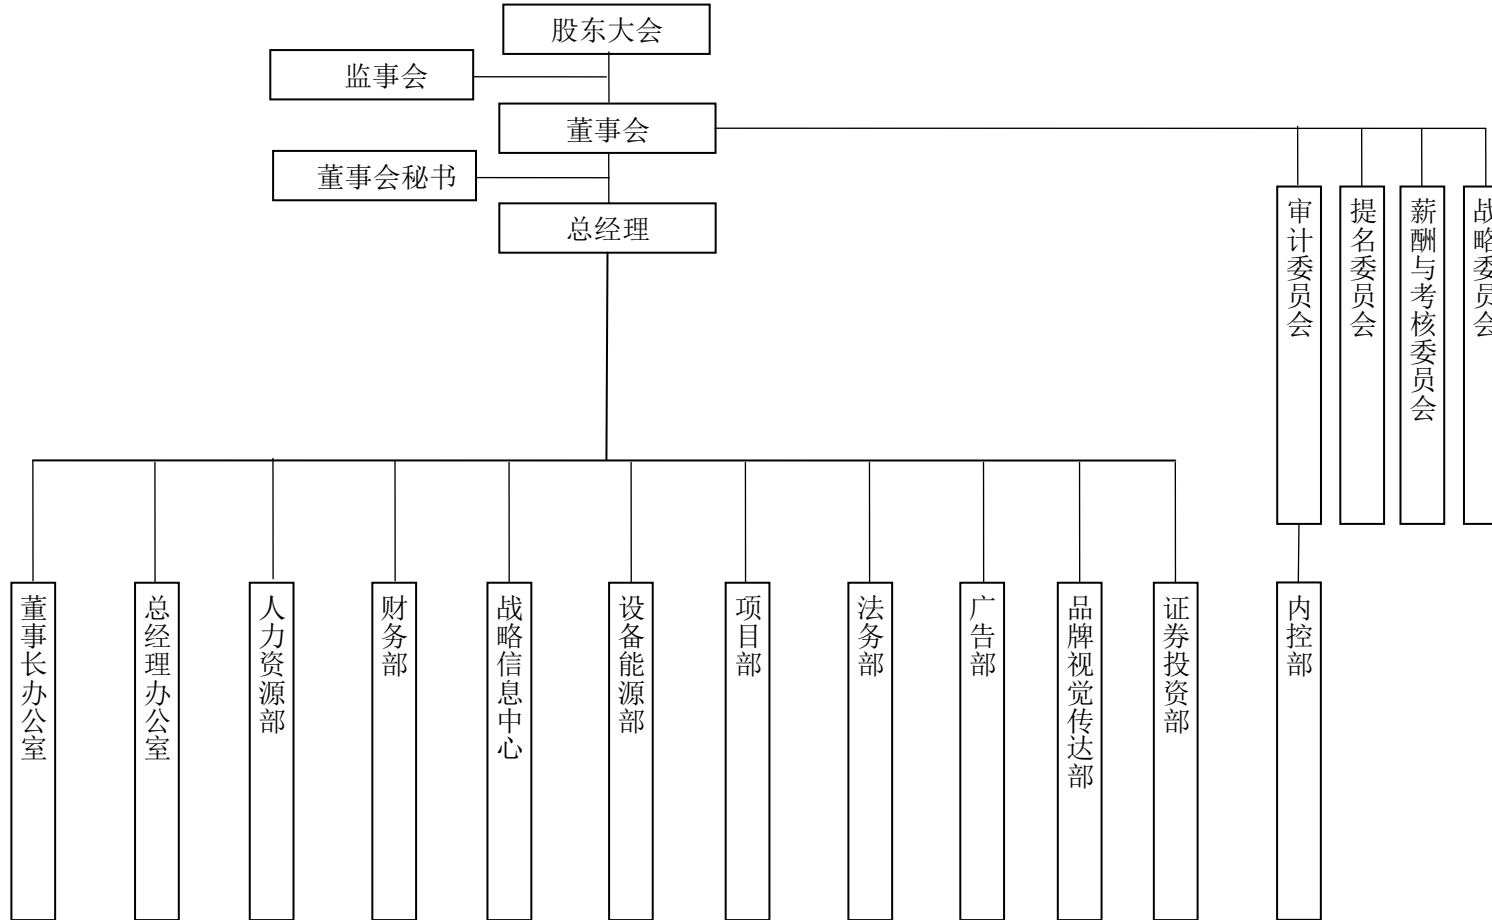 股东大会
监事会
董事会
董事会秘书
总经理
审计委员会
提名委员会
薪酬与考核委员会
战略委员会
董事长办公室
总经理办公室
人力资源部
财务部
战略信息中心
设备能源部
项目部
法务部
广告部
品牌视觉传达部
证券投资部
内控部